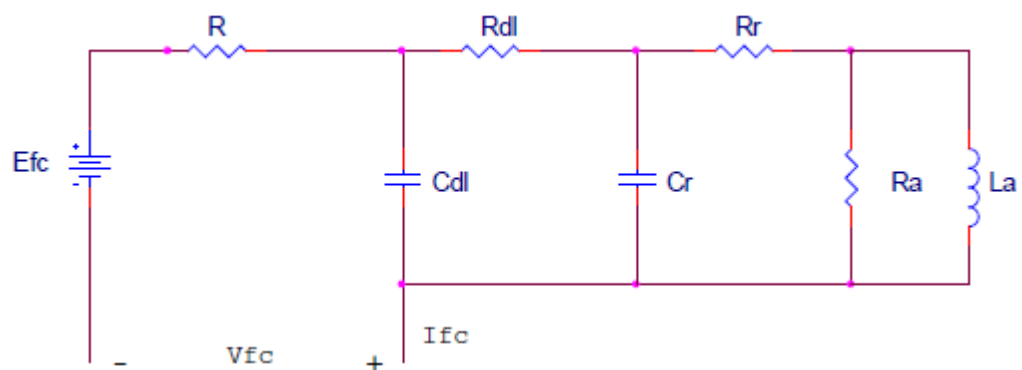 R Rdl Rr
+
Efc
-
Cdl Cr Ra La
Ifc
- Vfc +